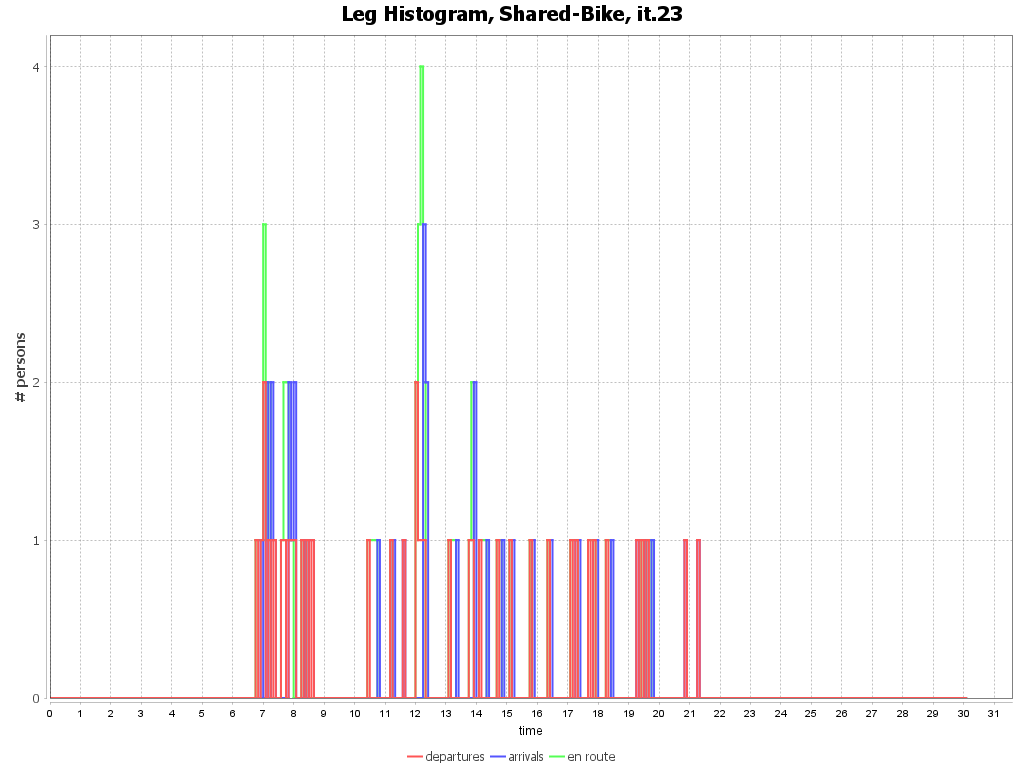 Leg Histogram, Shared-Bike, it.23
4
3
2
1
0
# persons
0 1 2 3 4 5 6 7 8 9 10 11 12 13 14 15 16 17 18 19 20 21 22 23 24 25 26 27 28 29 30 31
time
departures arrivals en route